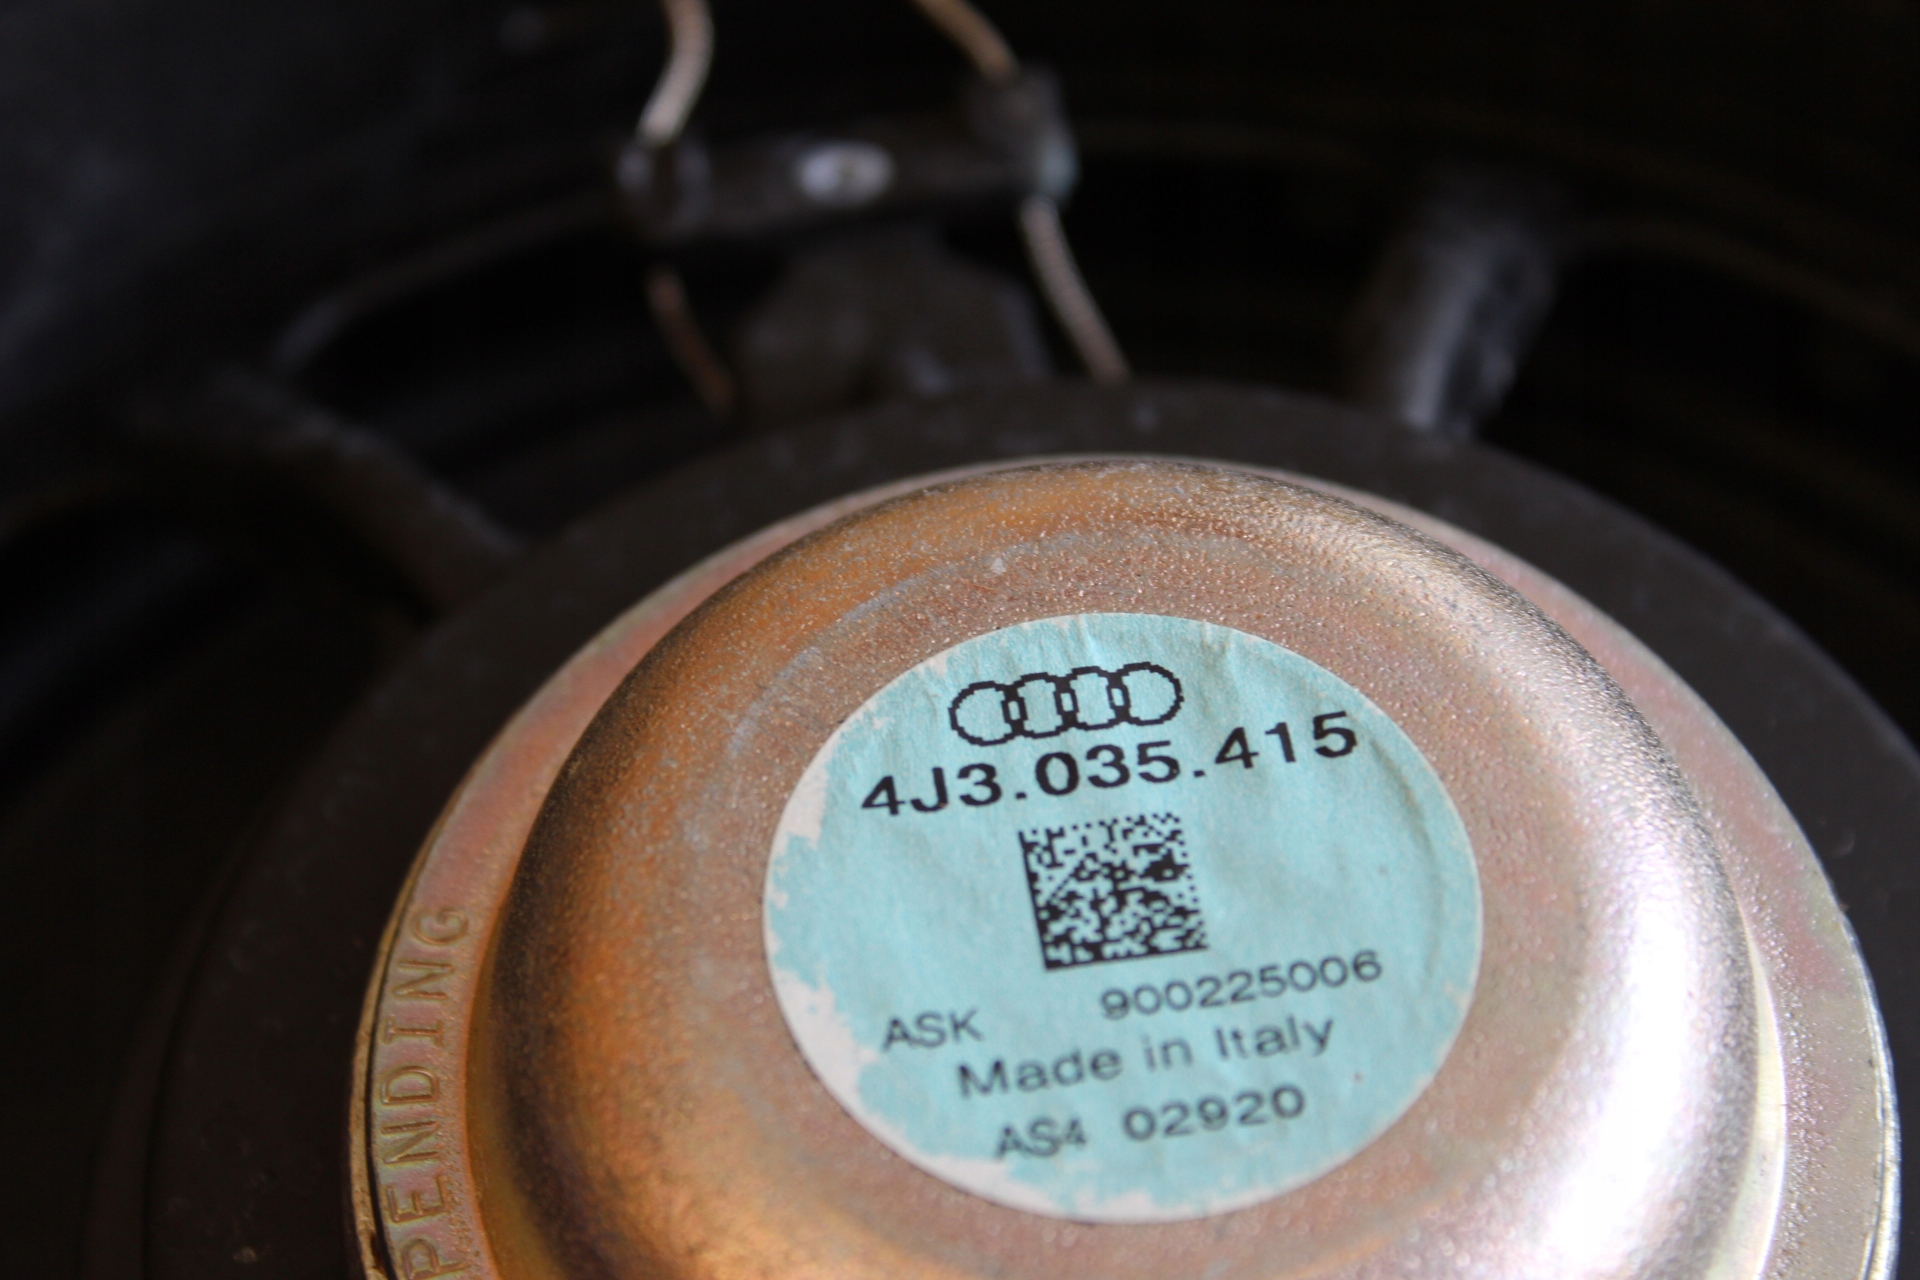 4J3.035.415
900225006
ASK
Made in Italy
AS4 02920
PENDING